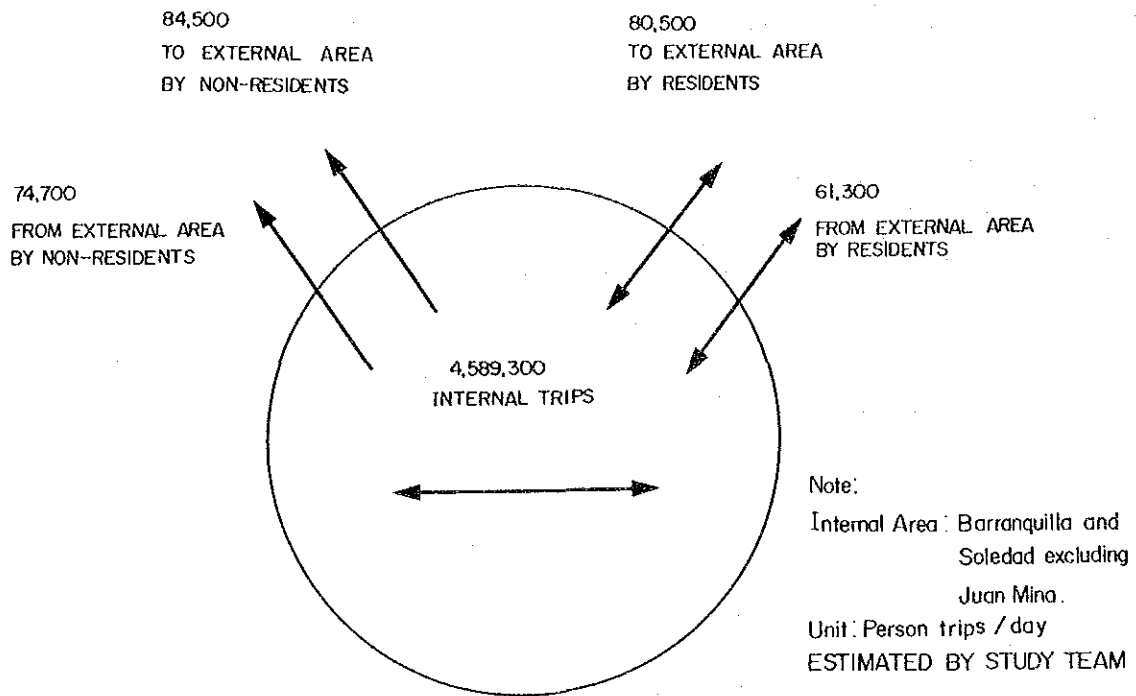 84,500
TO EXTERNAL AREA
BY NON-RESIDENTS
80,500
TO EXTERNAL AREA
BY RESIDENTS
74,700
FROM EXTERNAL AREA
BY NON-RESIDENTS
61,300
FROM EXTERNAL AREA
BY RESIDENTS
4,589,300
INTERNAL TRIPS
Note:
Internal Area: Barranquilla and
Soledad excluding
Juan Mina.
Unit: Person trips / day
ESTIMATED BY STUDY TEAM